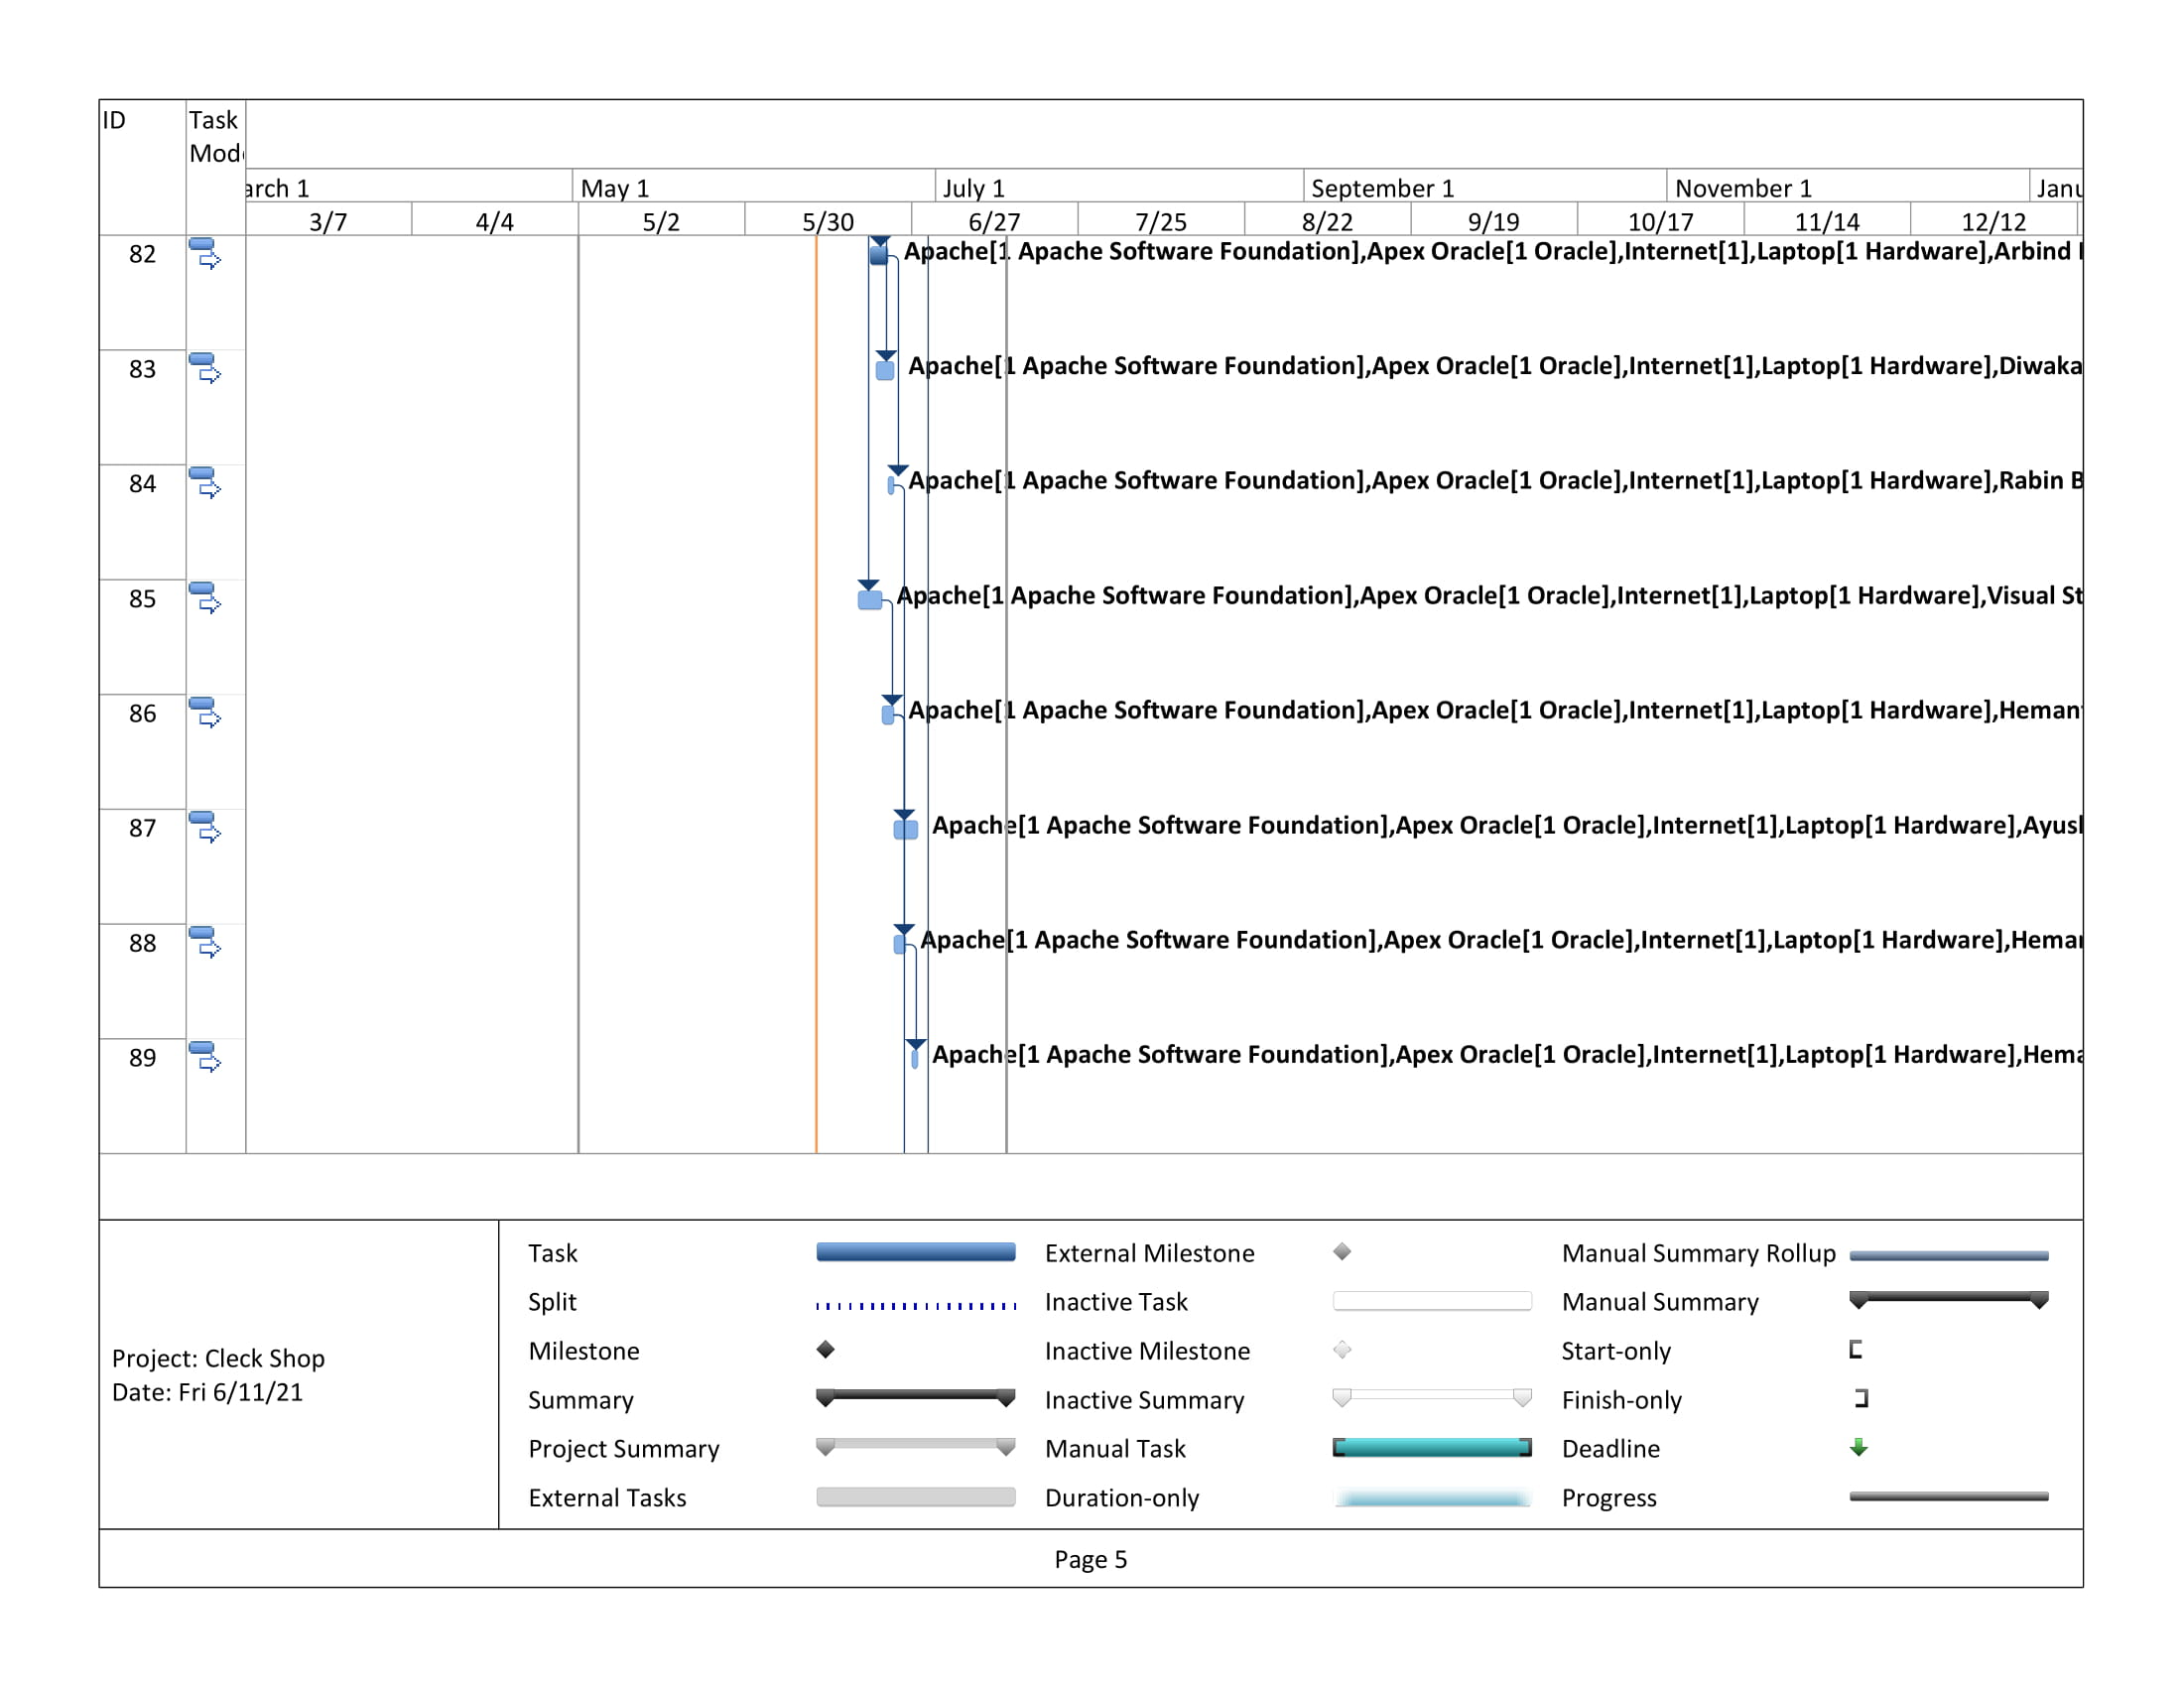 ID
Task
Mod
arch 1 May 1 July 1 September 1 November 1 Janu
3/7 4/4 5/2 5/30 6/27 7/25 8/22 9/19 10/17 11/14 12/12
82 Apache[1 Apache Software Foundation],Apex Oracle[1 Oracle],Internet[1],Laptop[1 Hardware],Arbind
83 Apache[1 Apache Software Foundation],Apex Oracle[1 Oracle],Internet[1],Laptop[1 Hardware],Diwaka
84 Apache[1 Apache Software Foundation],Apex Oracle[1 Oracle],Internet[1],Laptop[1 Hardware],Rabin B
85 Apache[1 Apache Software Foundation],Apex Oracle[1 Oracle],Internet[1],Laptop[1 Hardware],Visual St
86 Apache[1 Apache Software Foundation],Apex Oracle[1 Oracle],Internet[1],Laptop[1 Hardware],Heman
87 Apache[1 Apache Software Foundation],Apex Oracle[1 Oracle],Internet[1],Laptop[1 Hardware],Ayus
88 Apache[1 Apache Software Foundation],Apex Oracle[1 Oracle],Internet[1],Laptop[1 Hardware],Hema
89 Apache[1 Apache Software Foundation],Apex Oracle[1 Oracle],Internet[1],Laptop[1 Hardware],Hema
Project: Cleck Shop
Date: Fri 6/11/21
Task External Milestone Manual Summary Rollup
Split Inactive Task Manual Summary
Milestone Inactive Milestone Start-only
Summary Inactive Summary Finish-only
Project Summary Manual Task Deadline
External Tasks Duration-only Progress
Page 5